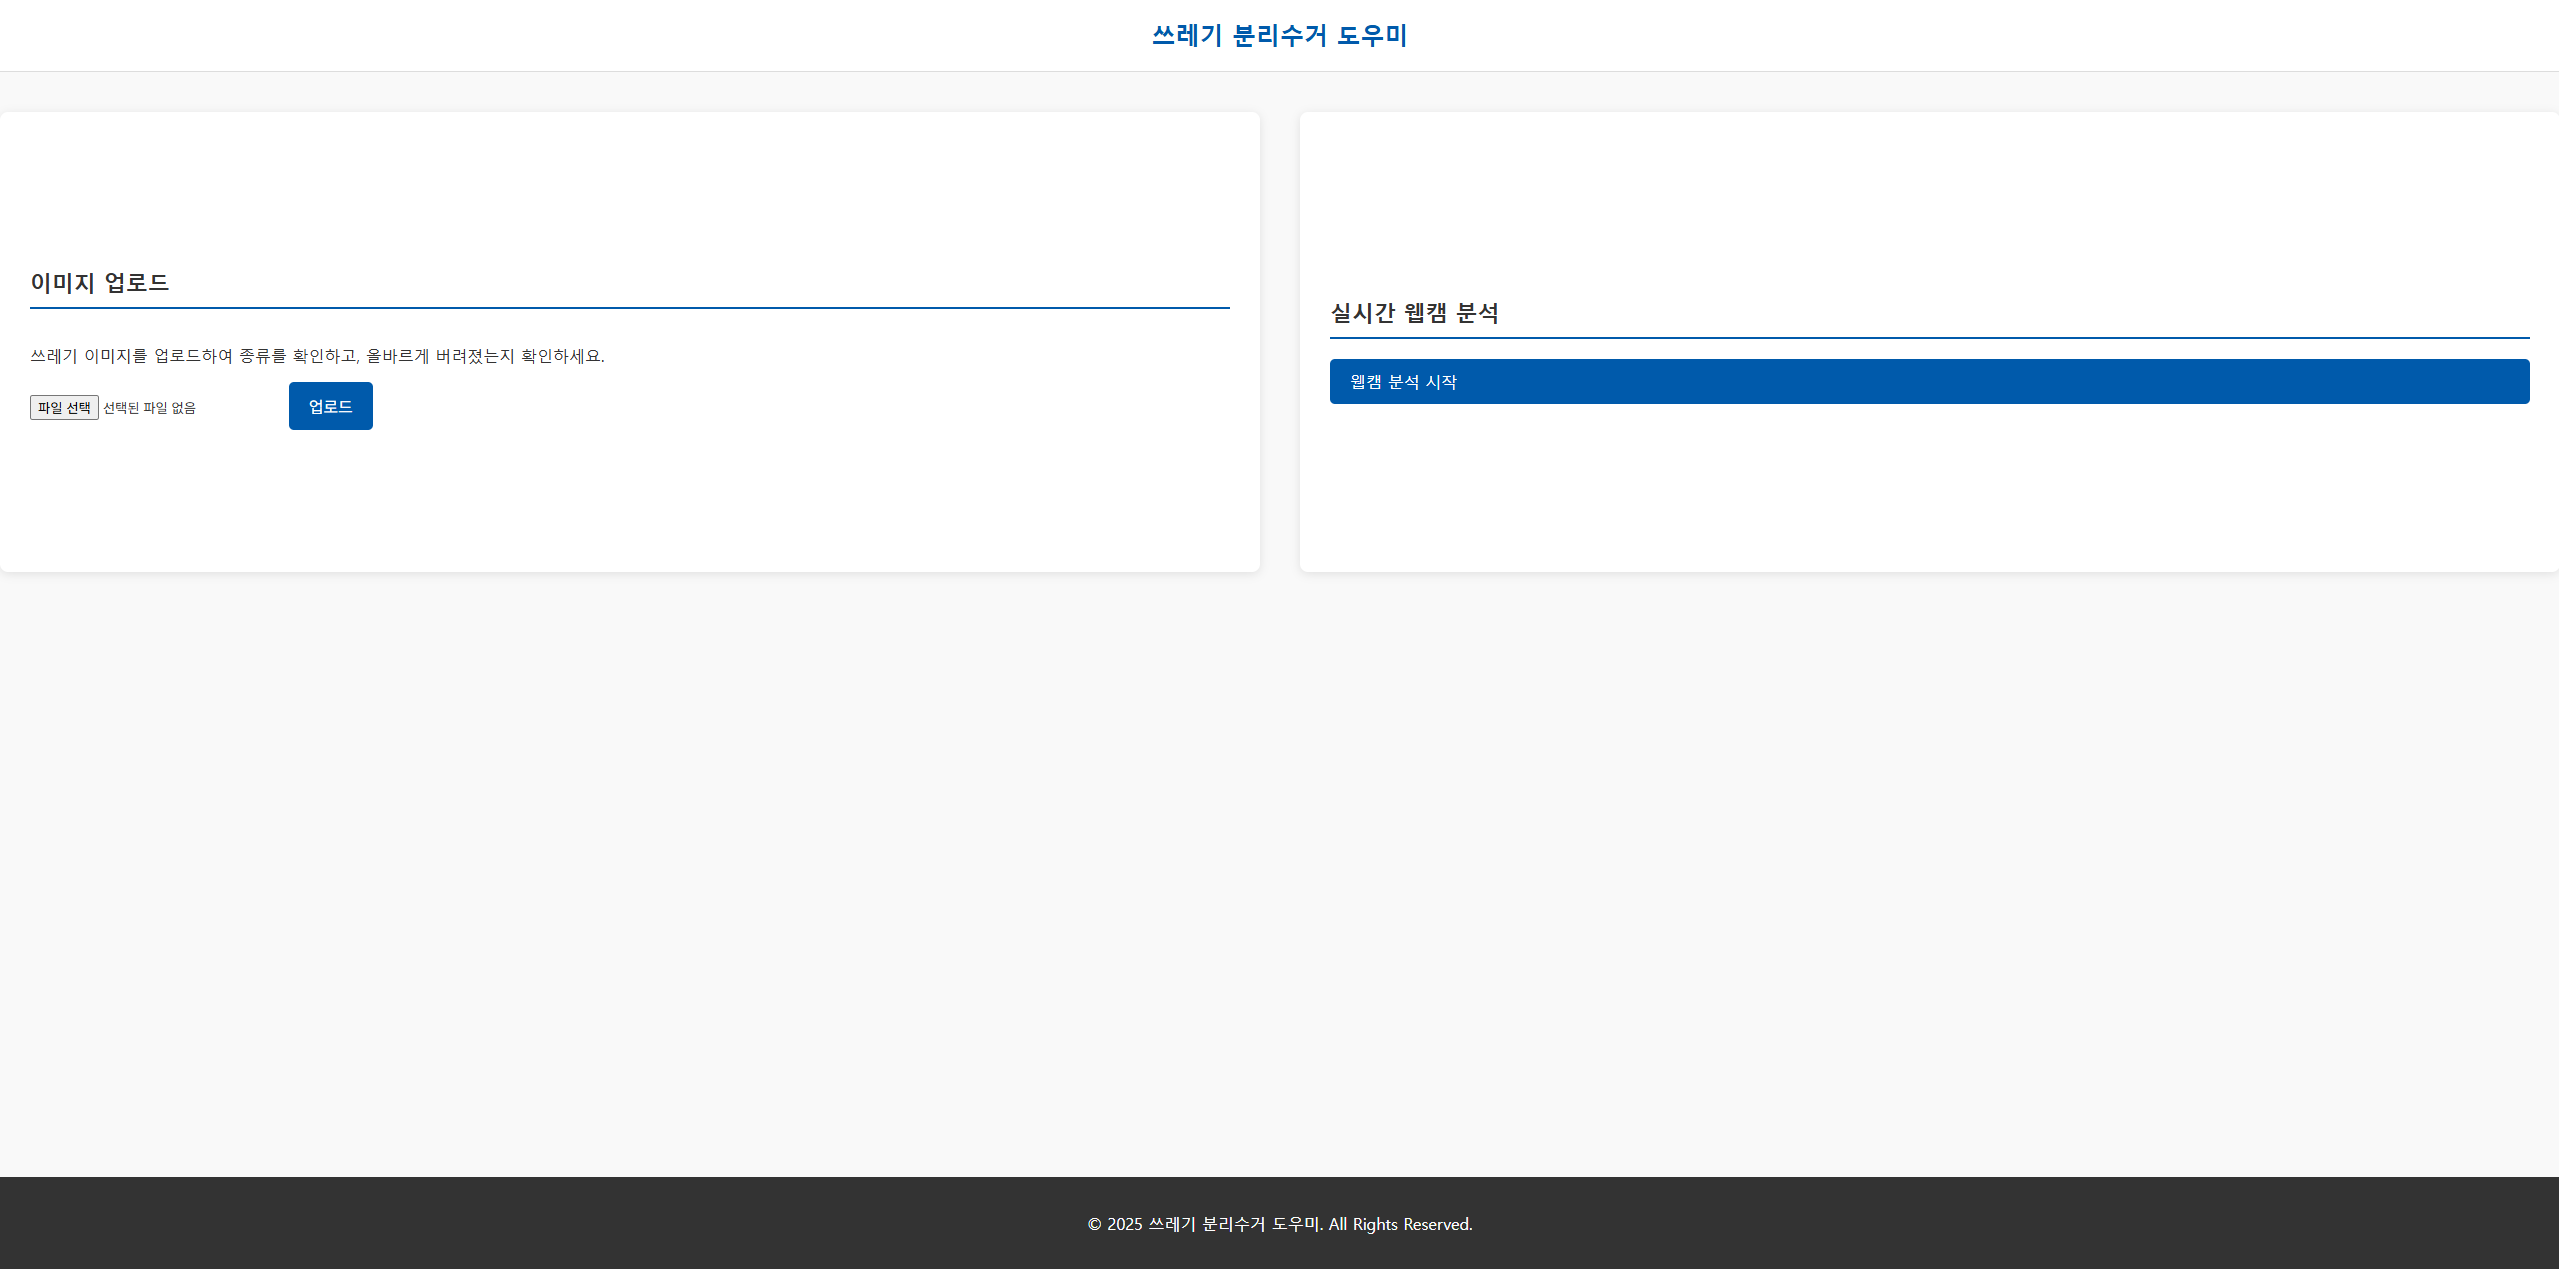 쓰레기 분리수거 도우미
이미지 업로드
쓰레기 이미지를 업로드하여 종류를 확인하고, 올바르게 버려졌는지 확인하세요.
파일 선택 선택된 파일 없음 업로드
실시간 웹캠 분석
웹캠 분석 시작
© 2025 쓰레기 분리수거 도우미. All Rights Reserved.